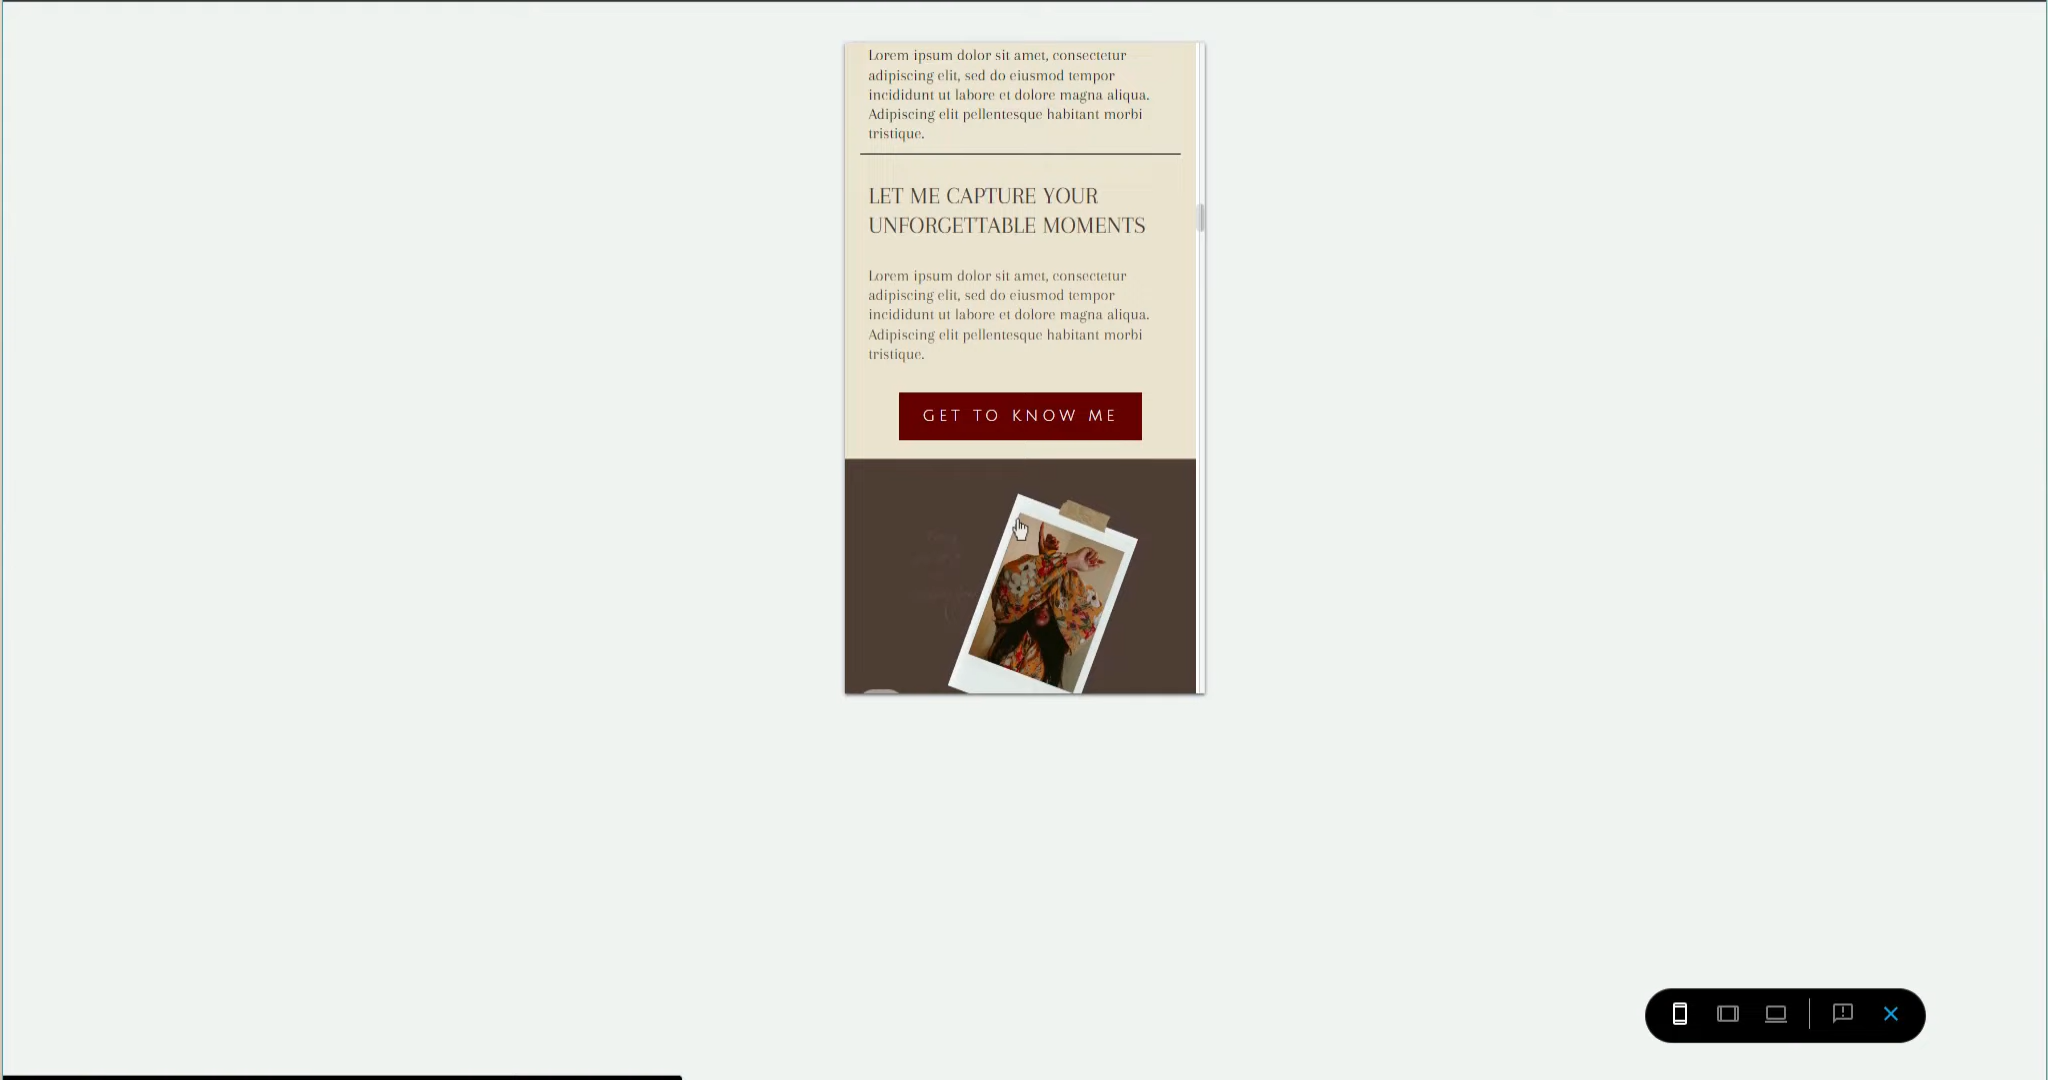 Lorem ipsum dolor sit amet, consectetur
adipiscing elit, sed do eiusmod tempor
incididunt ut labore et dolore magna aliqua.
Adipiscing elit pellentesque habitant morbi
tristique.
LET ME CAPTURE YOUR
UNFORGETTABLE MOMENTS
Lorem ipsum dolor sit amet, consectetur
adipiscing elit, sed do eiusmod tempor
incididunt ut labore et dolore magna aliqua.
Adipiscing elit pellentesque habitant morbi
tristique.
GET TO KNOW ME